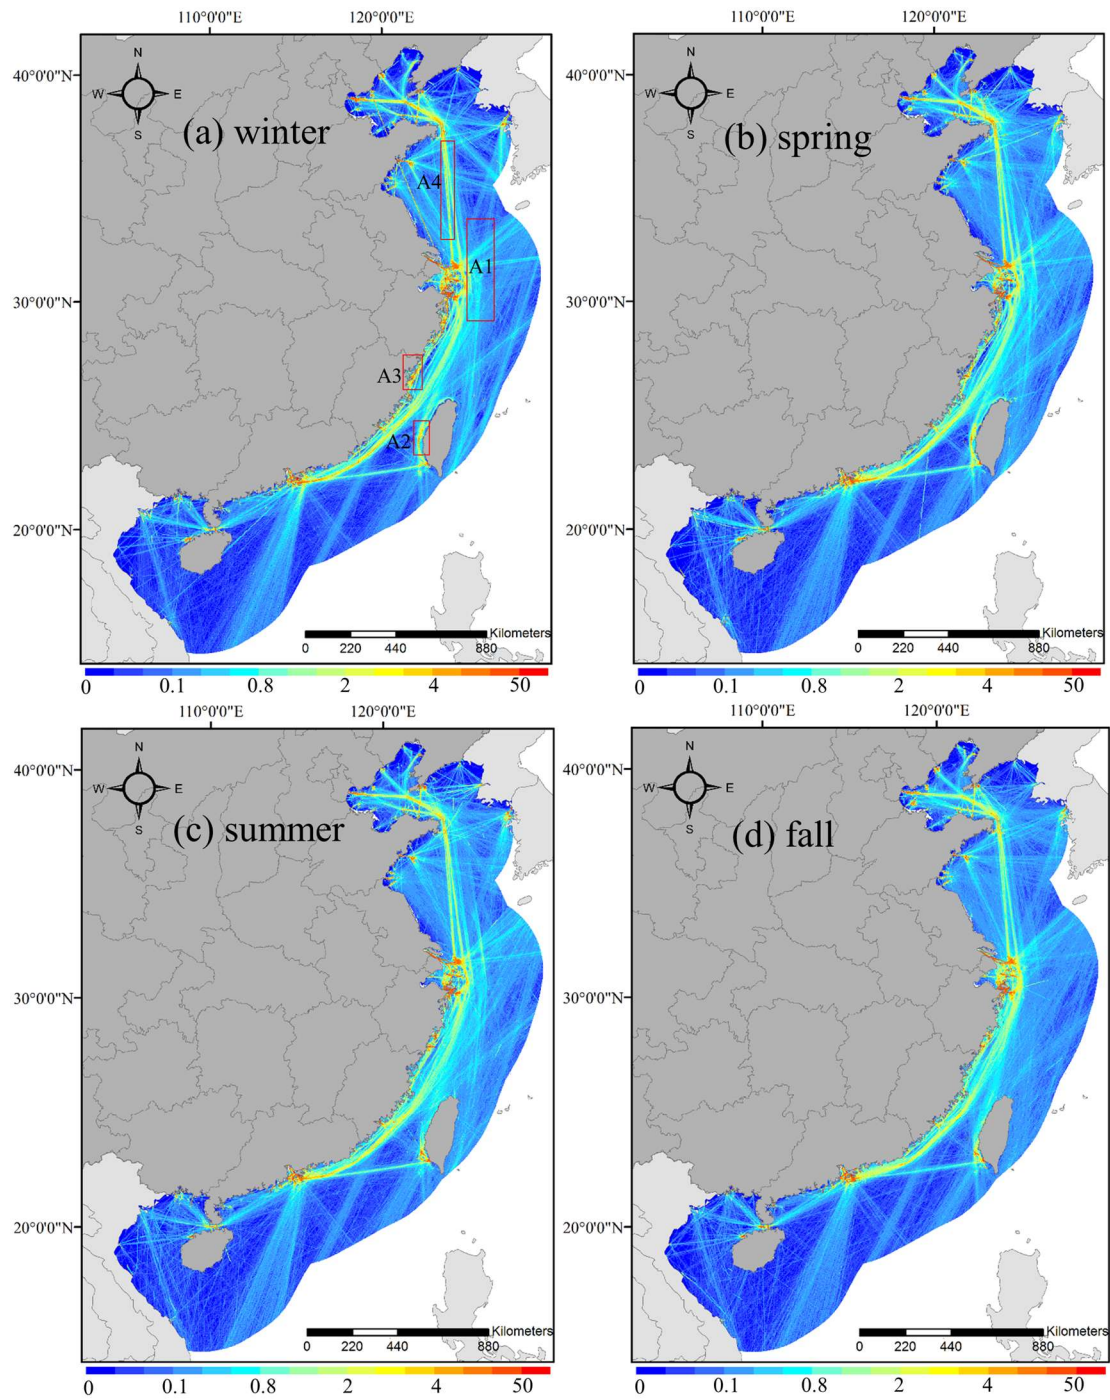 110°0'0"E 120°0'0"E
40°0'0"N
N
W E
S
(a) winter
A4
A1
30°0'0"N
A3
A2
20°0'0"N
Kilometers
0 220 440 880
0 0.1 0.8 2 4 50
110°0'0"E 120°0'0"E
40°0'0"N
N
W E
S
(b) spring
30°0'0"N
20°0'0"N
Kilometers
0 220 440 880
0 0.1 0.8 2 4 50
110°0'0"E 120°0'0"E
40°0'0"N
N
W E
S
(c) summer
30°0'0"N
20°0'0"N
Kilometers
0 220 440 880
0 0.1 0.8 2 4 50
110°0'0"E 120°0'0"E
40°0'0"N
N
W E
S
(d) fall
30°0'0"N
20°0'0"N
Kilometers
0 220 440 880
0 0.1 0.8 2 4 50